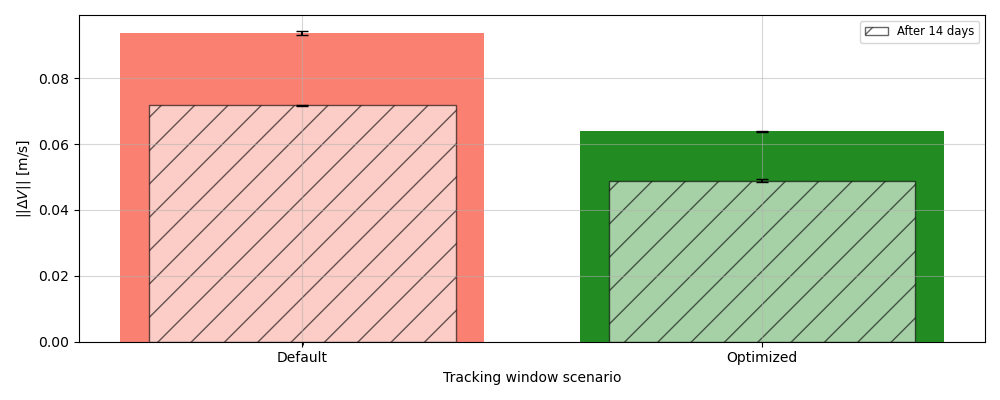 After 14 days
0.08
0.06
0.04
0.02
0.00
||ΔV|| [m/s]
Default
Optimized
Tracking window scenario